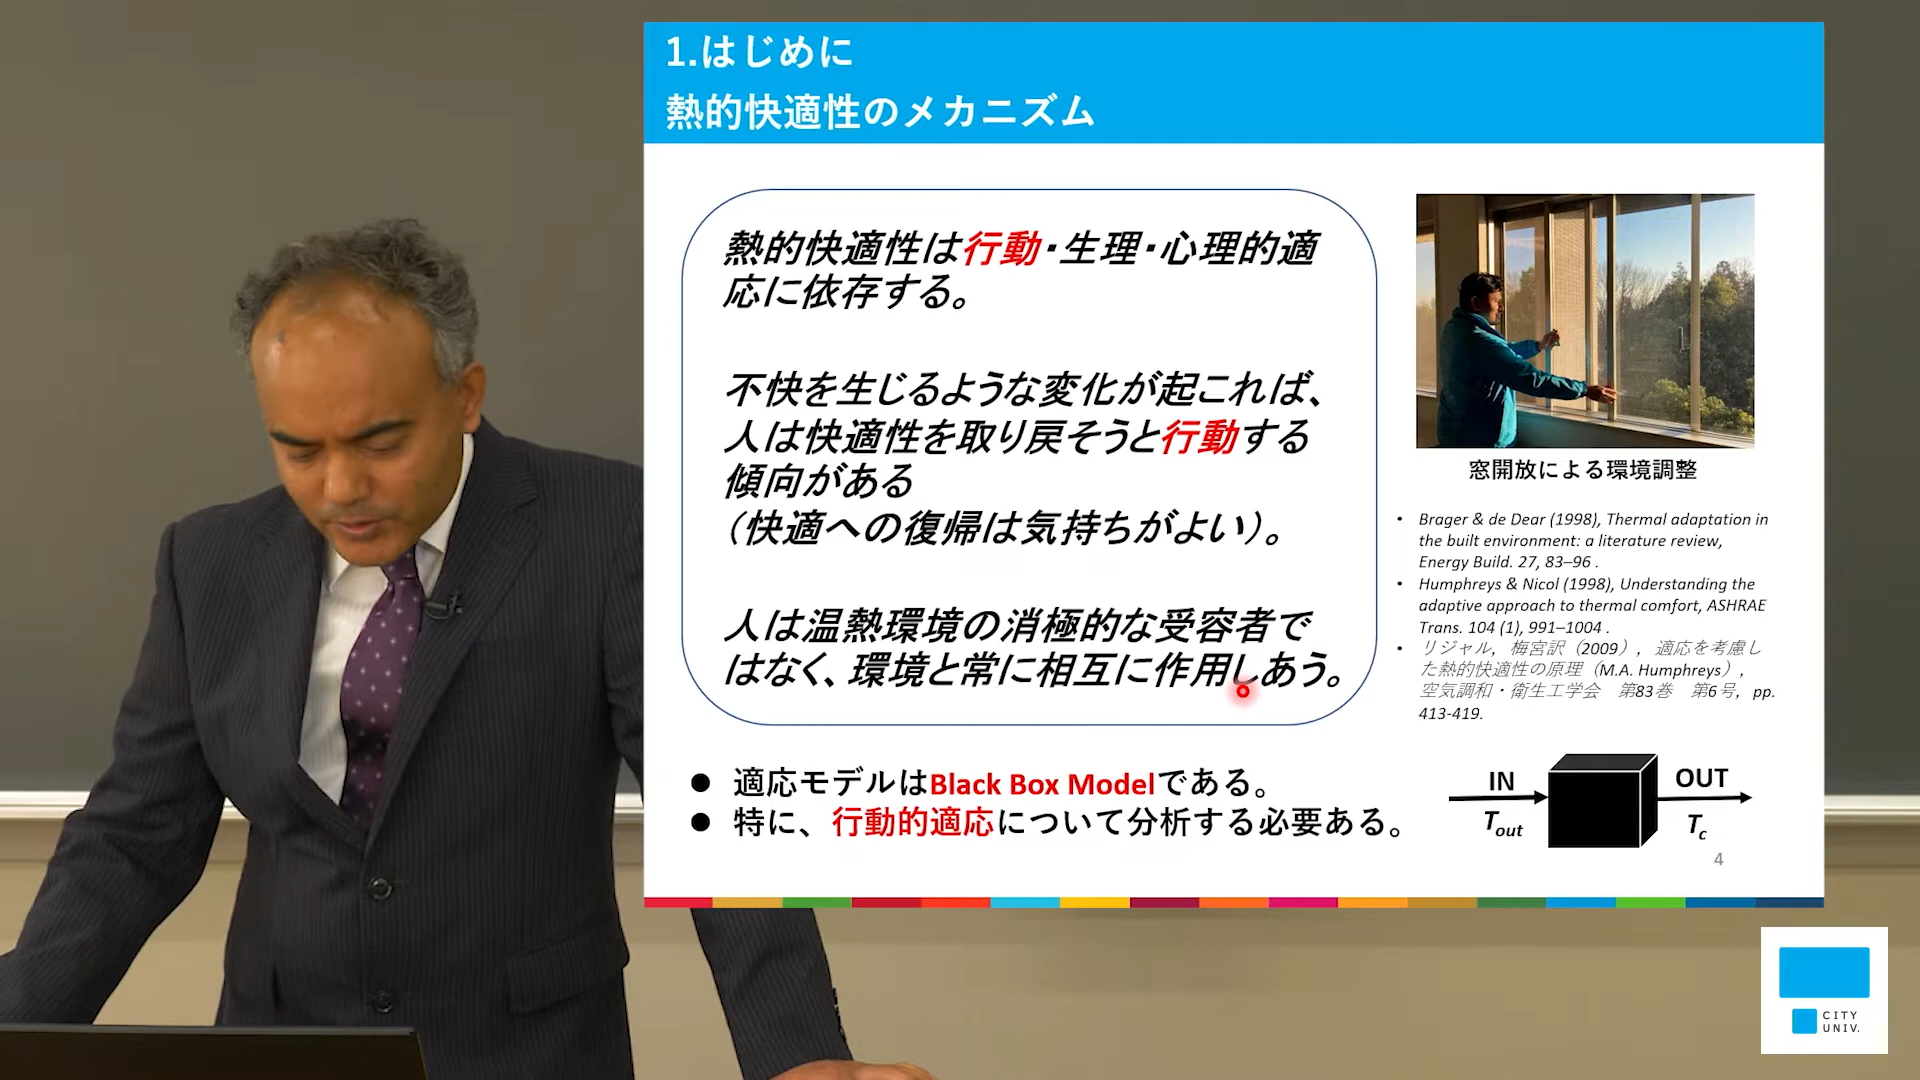 1.はじめに
熱的快適性のメカニズム
熱的快適性は行動・生理・心理的適
応に依存する。
不快を生じるような変化が起これば、
人は快適性を取り戻そうと行動する
傾向がある
（快適への復帰は気持ちがよい）。
人は温熱環境の消極的な受容者で
はなく、環境と常に相互に作用しあう。
窓開放による環境調整
• Brager & de Dear (1998), Thermal adaptation in
the built environment: a literature review,
Energy Build. 27, 83–96 .
• Humphreys & Nicol (1998), Understanding the
adaptive approach to thermal comfort, ASHRAE
Trans. 104 (1), 991–1004 .
• リジャル，梅宮訳（2009），適応を考慮し
た熱的快適性の原理（M.A. Humphreys），
空気調和・衛生工学会　第83巻　第6号，pp.
413-419.
● 適応モデルはBlack Box Modelである。
● 特に、行動的適応について分析する必要ある。
IN
Tout
OUT
Tc
4
CITY
UNIV.